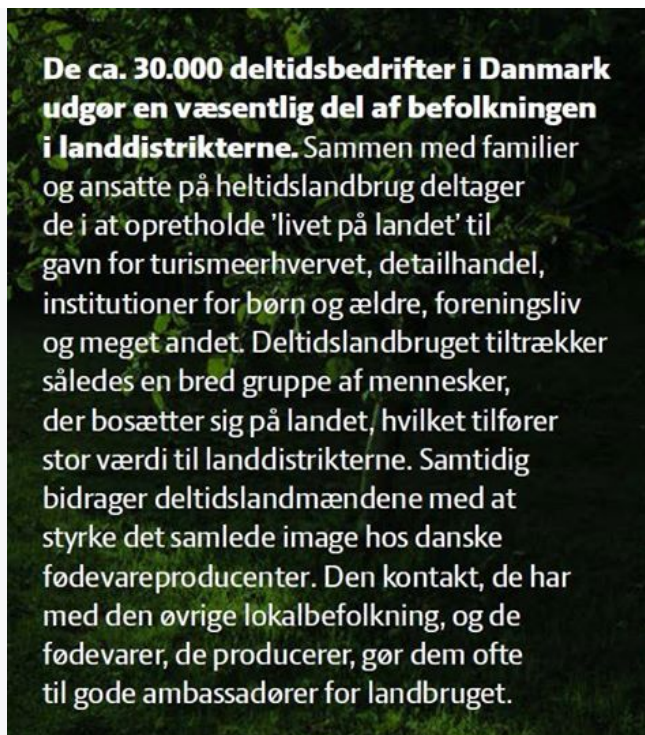 De ca. 30.000 deltidsbedrifter i Danmark
udgør en væsentlig del af befolkningen
i landdistrikterne. Sammen med familier
og ansatte på heltidslandbrug deltager
de i at opretholde ’livet på landet’ til
gavn for turismeerhvervet, detailhandel,
institutioner for børn og ældre, foreningsliv
og meget andet. Deltidslandbruget tiltrækker
således en bred gruppe af mennesker,
der bosætter sig på landet, hvilket tilfører
stor værdi til landdistrikterne. Samtidig
bidrager deltidslandmændene med at
styrke det samlede image hos danske
fødevareproducenter. Den kontakt, de har
med den øvrige lokalbefolkning, og de
fødevarer, de producerer, gør dem ofte
til gode ambassadører for landbruget.